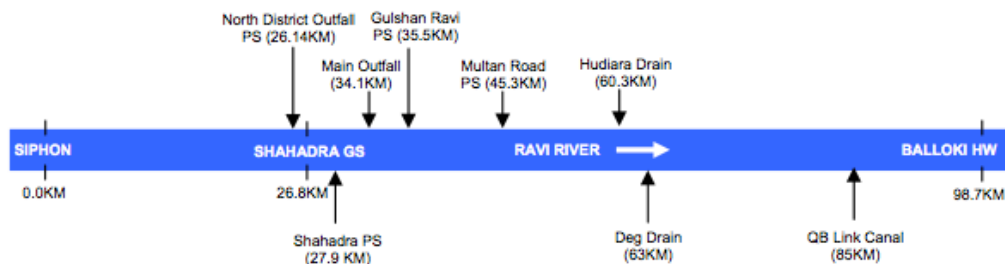 North District Outfall
PS (26.14KM)
Gulshan Ravi
PS (35.5KM)
Main Outfall
(34.1KM)
Multan Road
PS (45.3KM)
Hudiara Drain
(60.3KM)
SIPHON
SHAHADRA GS
RAVI RIVER
BALLOKI HW
0.0KM
26.8KM
98.7KM
Shahadra PS
(27.9 KM)
Deg Drain
(63KM)
QB Link Canal
(85KM)